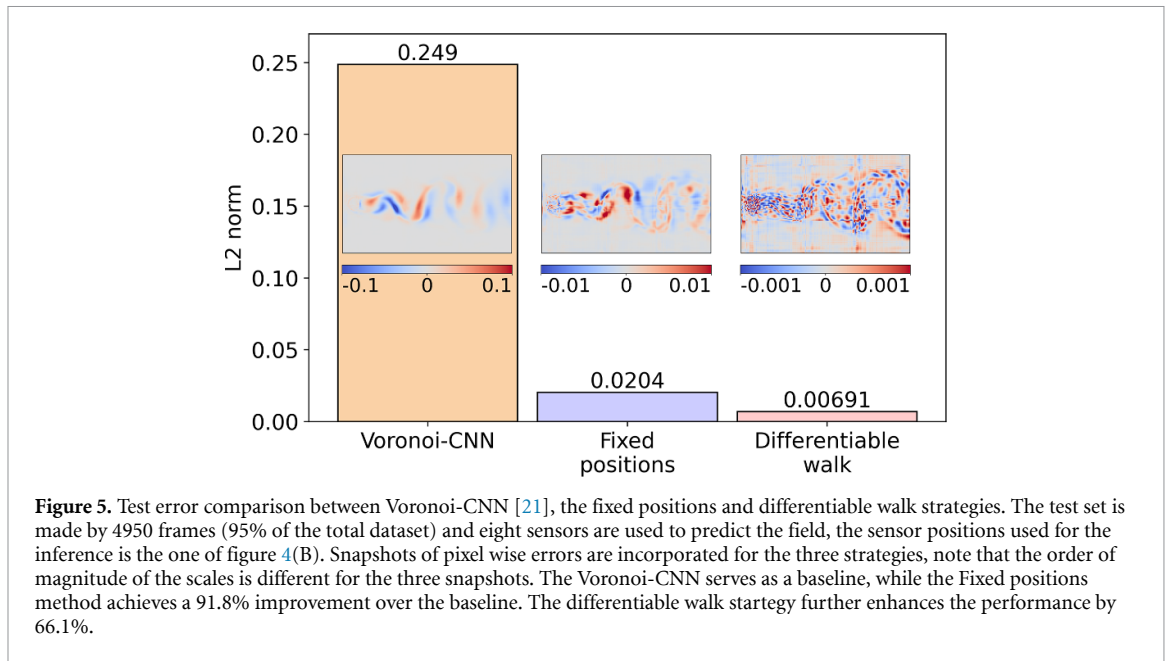 0.249
0.25
0.20
0.15
0.10
0.05
0.00
L2 norm
-0.1 0 0.1
-0.01 0 0.01
-0.001 0 0.001
0.0204
0.00691
Voronoi-CNN
Fixed
positions
Differentiable
walk
Figure 5. Test error comparison between Voronoi-CNN [21], the fixed positions and differentiable walk strategies. The test set is
made by 4950 frames (95% of the total dataset) and eight sensors are used to predict the field, the sensor positions used for the
inference is the one of figure 4(B). Snapshots of pixel wise errors are incorporated for the three strategies, note that the order of
magnitude of the scales is different for the three snapshots. The Voronoi-CNN serves as a baseline, while the Fixed positions
method achieves a 91.8% improvement over the baseline. The differentiable walk startegy further enhances the performance by
66.1%.